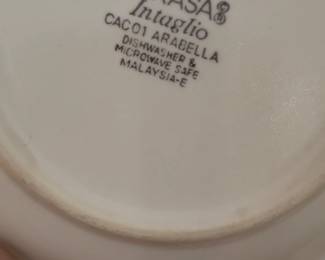 Intaglio
CAC01 ARABELLA
DISHWASHER &
MICROWAVE SAFE
MALAYSIA-E